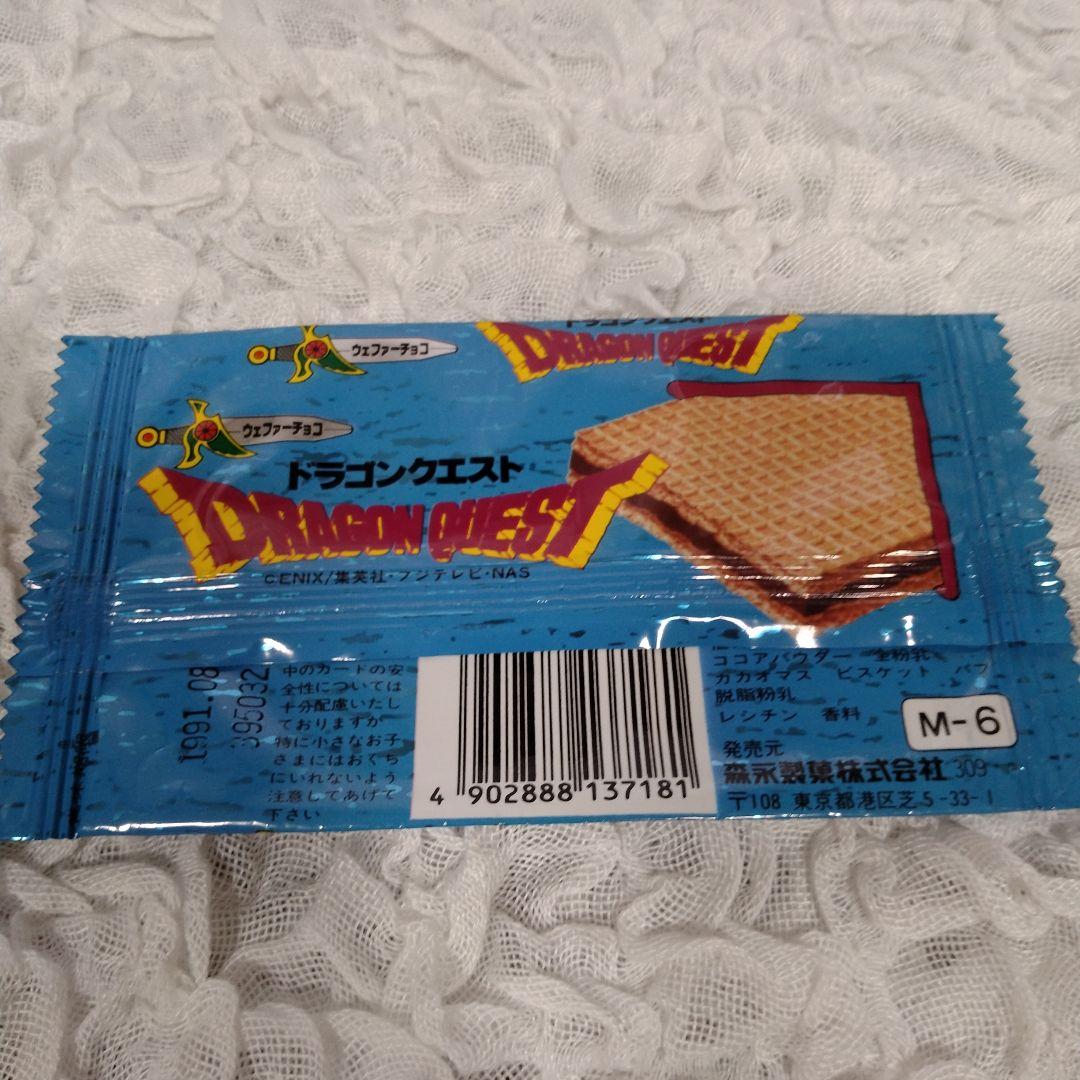 ドラゴンクエスト
DRAGON QUEST
ウェファーチョコ
ウェファーチョコ
ドラゴンクエスト
DRAGON QUEST
©ENIX/集英社・フジテレビ・NAS
1991.08
395032
中のカードの安
全性については
十分配慮いたし
ておりますが
特に小さなお子
さまにはおくち
にいれないよう
注意してあげて
下さい
4 902888 137181
ココアパウダー 全粉乳
カカオマス ビスケット パフ
脱脂粉乳
レシチン 香料
M-6
発売元
森永製菓株式会社 309
〒108 東京都港区芝5-33-1